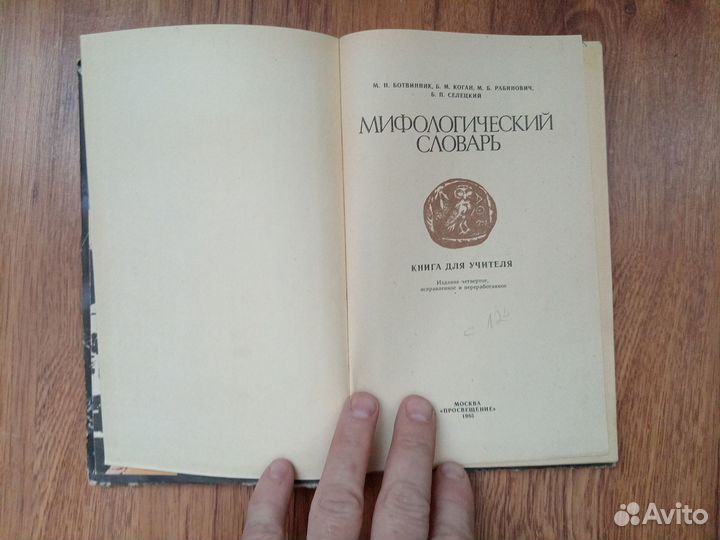 М. Н. БОТВИННИК, Б. М. КОГАН, М. Б. РАБИНОВИЧ,
Б. П. СЕЛЕЦКИЙ
МИФОЛОГИЧЕСКИЙ
СЛОВАРЬ
КНИГА ДЛЯ УЧИТЕЛЯ
Издание четвертое,
исправленное и переработанное
МОСКВА
«ПРОСВЕЩЕНИЕ»
Avito